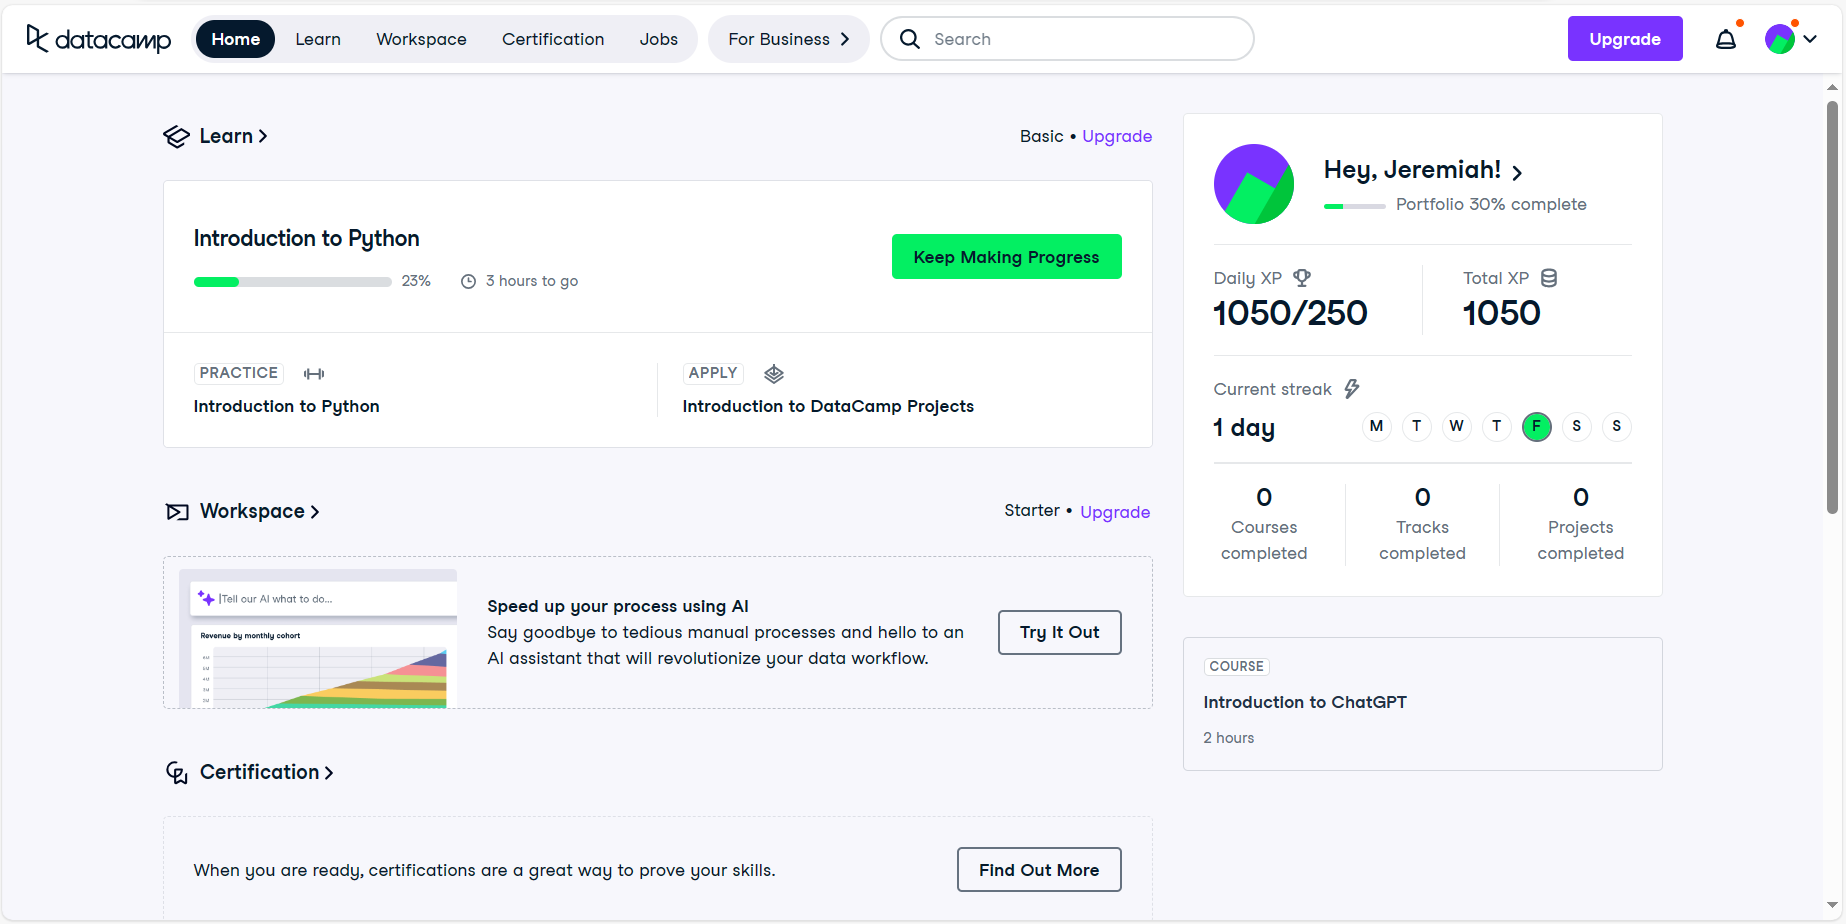 datacamp
Home Learn Workspace Certification Jobs For Business Search Upgrade
Learn
Basic • Upgrade
Introduction to Python
23% 3 hours to go
Keep Making Progress
PRACTICE
Introduction to Python
APPLY
Introduction to DataCamp Projects
Workspace
Starter • Upgrade
Tell our AI what to do...
Revenue by monthly cohort
Speed up your process using AI
Say goodbye to tedious manual processes and hello to an
AI assistant that will revolutionize your data workflow.
Try It Out
Certification
When you are ready, certifications are a great way to prove your skills.
Find Out More
Hey, Jeremiah!
Portfolio 30% complete
Daily XP
1050/250
Total XP
1050
Current streak
1 day
M T W T F S S
0
Courses
completed
0
Tracks
completed
0
Projects
completed
COURSE
Introduction to ChatGPT
2 hours